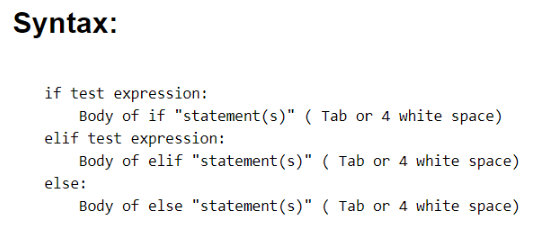 Syntax:
if test expression:
Body of if "statement(s)" ( Tab or 4 white space)
elif test expression:
Body of elif "statement(s)" ( Tab or 4 white space)
else:
Body of else "statement(s)" ( Tab or 4 white space)